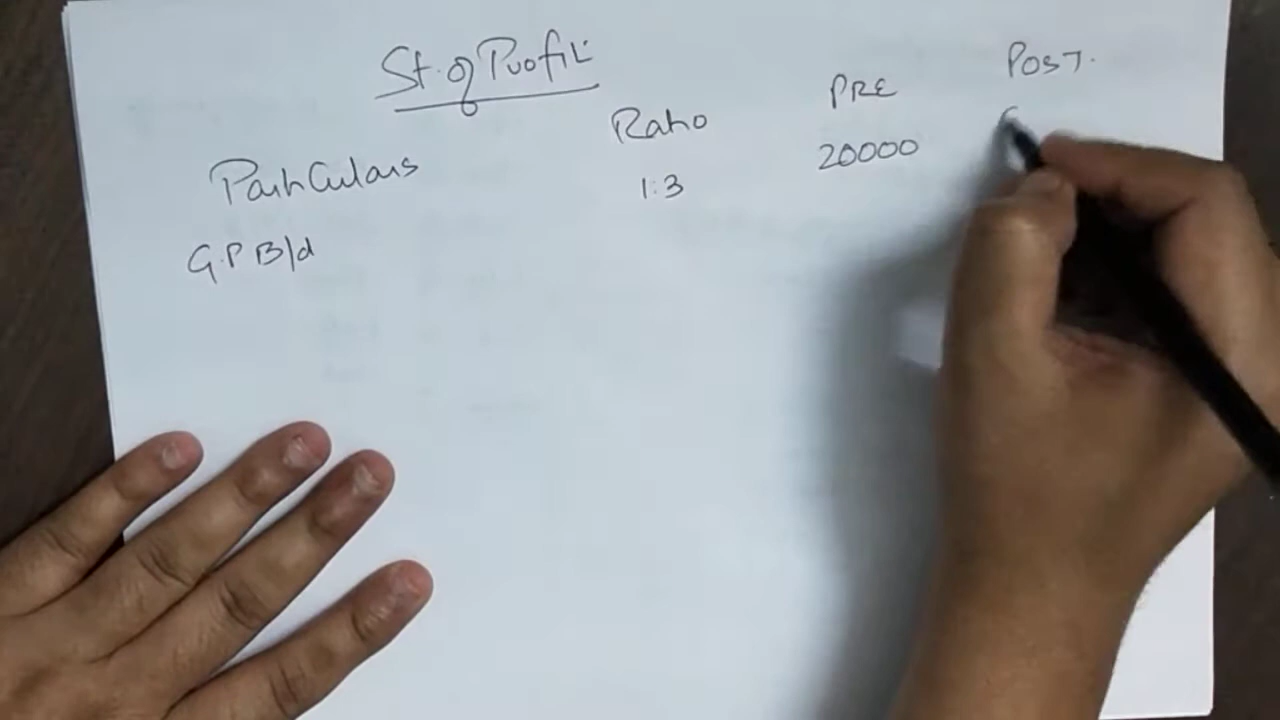 St. of Profit
Particulars Ratio PRE POST.
G.P B/d 1:3 20000